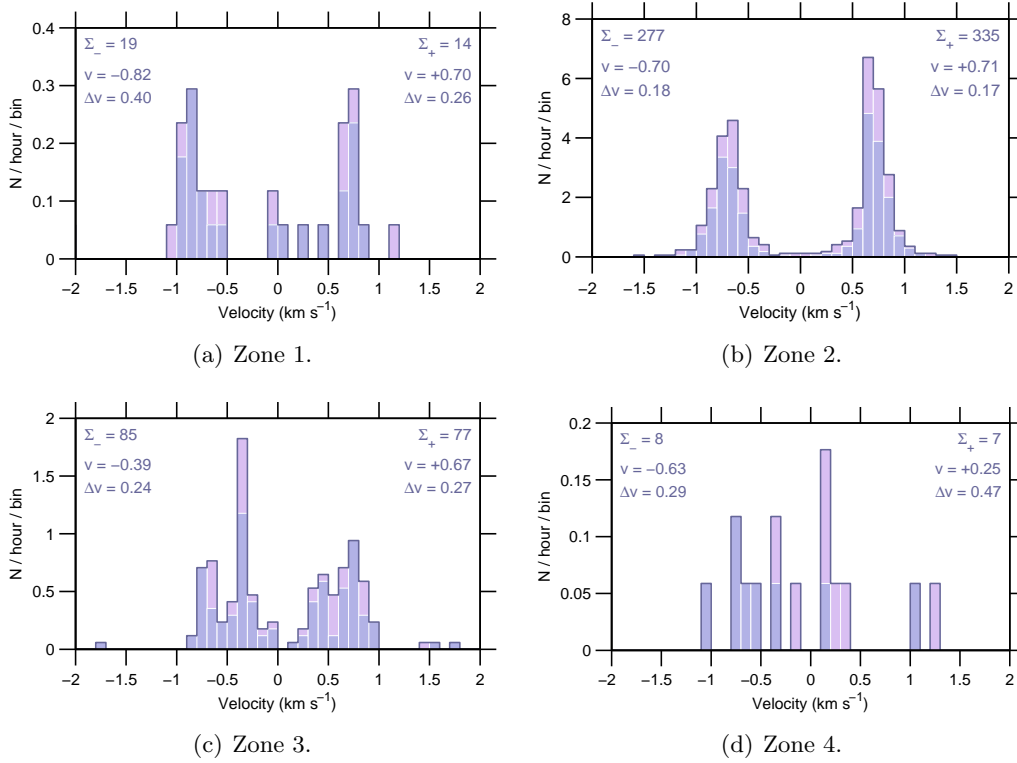 0.4
0.3
0.2
0.1
0
N / hour / bin
Σ₋ = 19
v = −0.82
Δv = 0.40
Σ₊ = 14
v = +0.70
Δv = 0.26
−2 −1.5 −1 −0.5 0 0.5 1 1.5 2
Velocity (km s⁻¹)
(a) Zone 1.
8
6
4
2
0
N / hour / bin
Σ₋ = 277
v = −0.70
Δv = 0.18
Σ₊ = 335
v = +0.71
Δv = 0.17
−2 −1.5 −1 −0.5 0 0.5 1 1.5 2
Velocity (km s⁻¹)
(b) Zone 2.
2
1.5
1
0.5
0
N / hour / bin
Σ₋ = 85
v = −0.39
Δv = 0.24
Σ₊ = 77
v = +0.67
Δv = 0.27
−2 −1.5 −1 −0.5 0 0.5 1 1.5 2
Velocity (km s⁻¹)
(c) Zone 3.
0.2
0.15
0.1
0.05
0
N / hour / bin
Σ₋ = 8
v = −0.63
Δv = 0.29
Σ₊ = 7
v = +0.25
Δv = 0.47
−2 −1.5 −1 −0.5 0 0.5 1 1.5 2
Velocity (km s⁻¹)
(d) Zone 4.